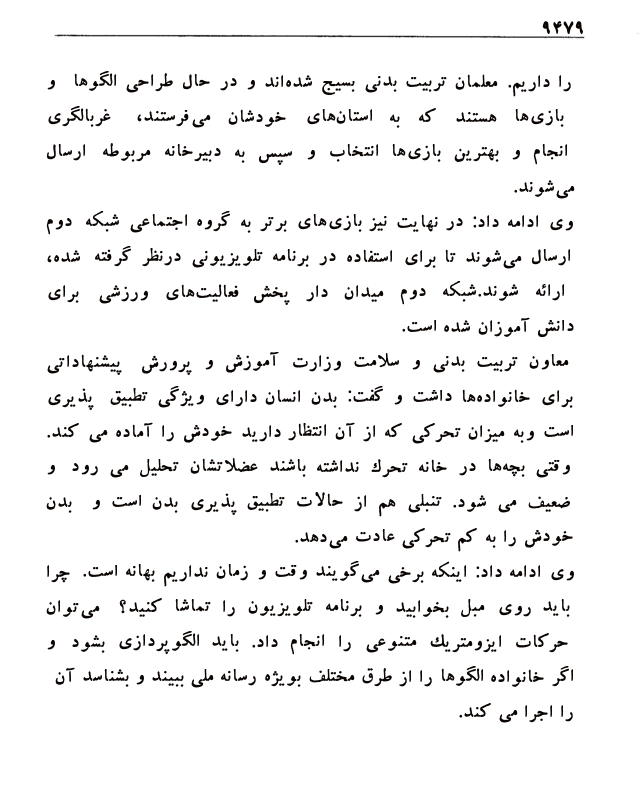 ۹۴۷۹
را داریم. معلمان تربیت بدنی بسیج شده‌اند و در حال طراحی الگوها و
بازی‌ها هستند که به استان‌های خودشان می‌فرستند، غربالگری
انجام و بهترین بازی‌ها انتخاب و سپس به دبیرخانه مربوطه ارسال
می‌شوند.
وی ادامه داد: در نهایت نیز بازی‌های برتر به گروه اجتماعی شبکه دوم
ارسال می‌شوند تا برای استفاده در برنامه تلویزیونی درنظر گرفته شده،
ارائه شوند.شبکه دوم میدان دار پخش فعالیت‌های ورزشی برای
دانش آموزان شده است.
معاون تربیت بدنی و سلامت وزارت آموزش و پرورش پیشنهاداتی
برای خانواده‌ها داشت و گفت: بدن انسان دارای ویژگی تطبیق پذیری
است وبه میزان تحرکی که از آن انتظار دارید خودش را آماده می کند.
وقتی بچه‌ها در خانه تحرك نداشته باشند عضلاتشان تحلیل می رود و
ضعیف می شود. تنبلی هم از حالات تطبیق پذیری بدن است و بدن
خودش را به کم تحرکی عادت می‌دهد.
وی ادامه داد: اینکه برخی می‌گویند وقت و زمان نداریم بهانه است. چرا
باید روی مبل بخوابید و برنامه تلویزیون را تماشا کنید؟ می‌توان
حرکات ایزومتریك متنوعی را انجام داد. باید الگوپردازی بشود و
اگر خانواده الگوها را از طرق مختلف بویژه رسانه ملی ببیند و بشناسد آن
را اجرا می کند.